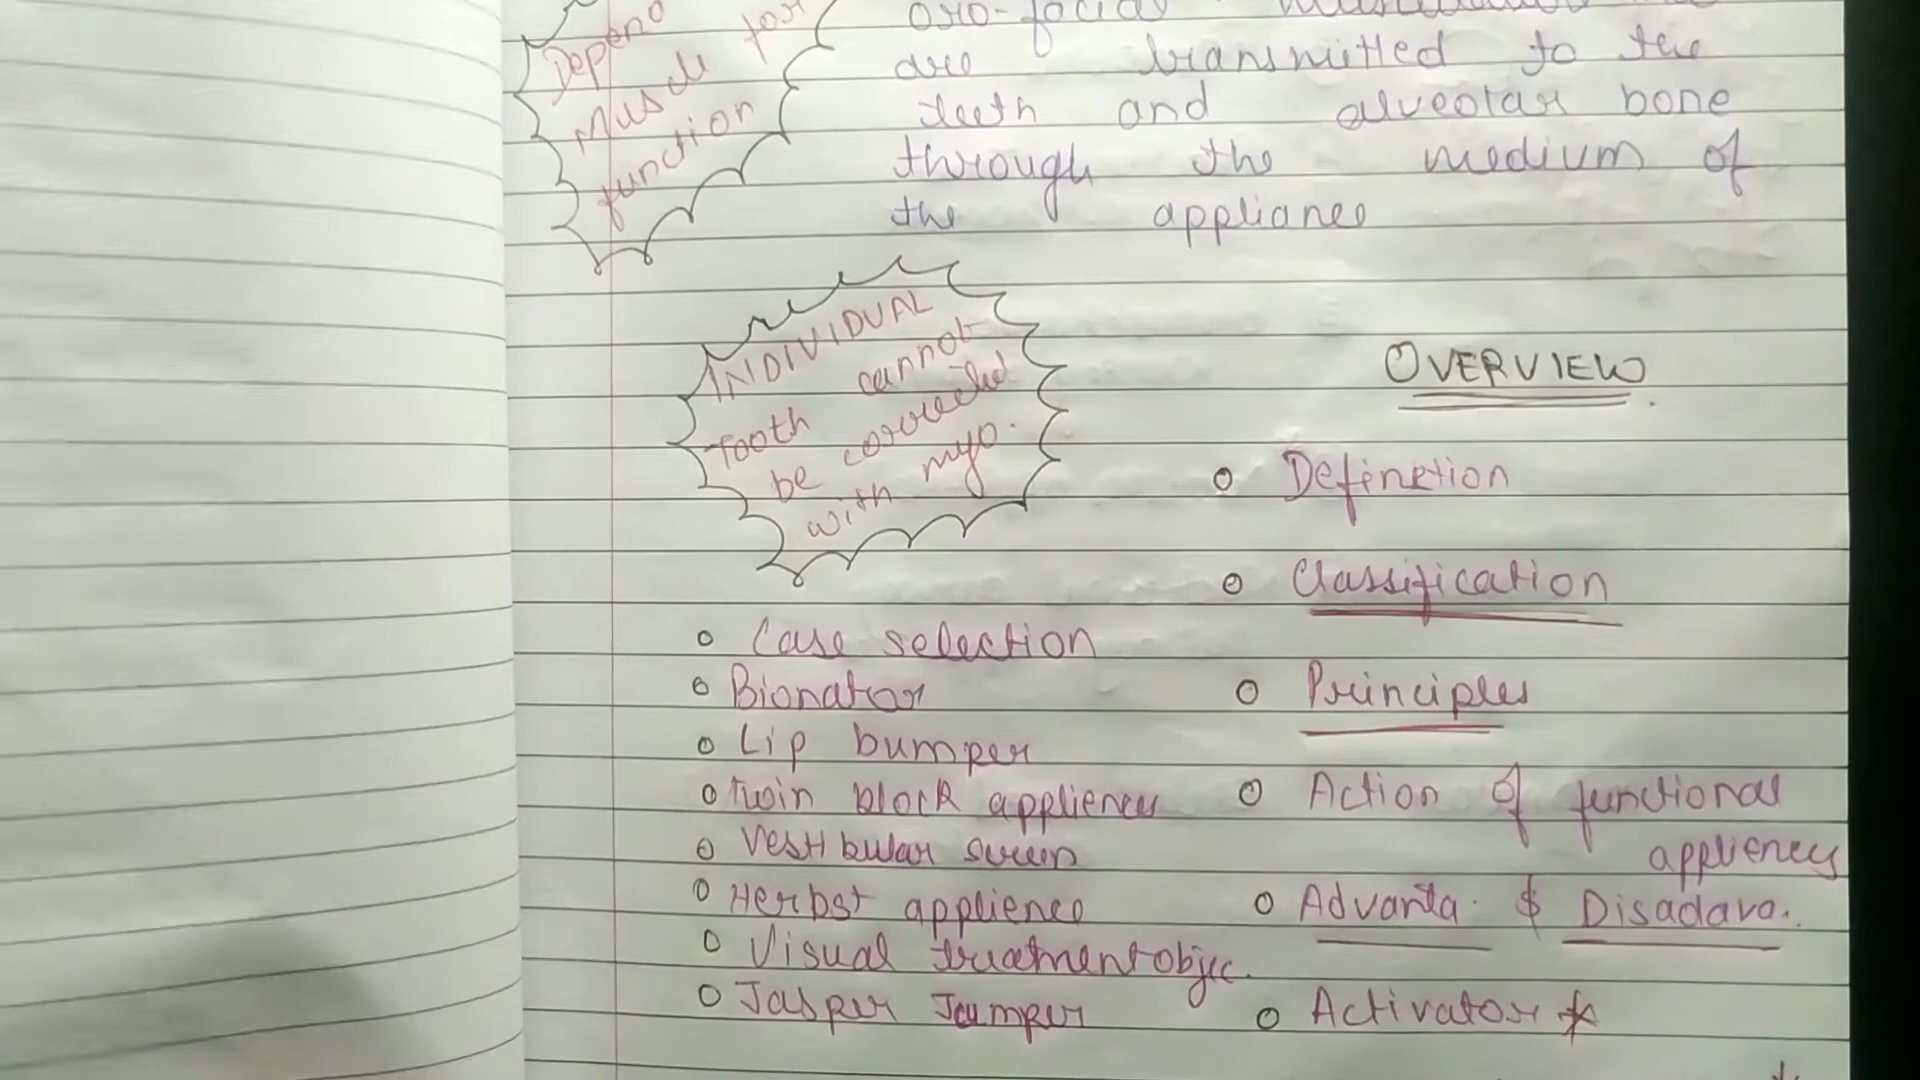 Depend
Muscle for
function
oro-facial
are transmitted to the
teeth and alveolar bone
through the medium of
the appliance
INDIVIDUAL
Tooth cannot
be corrected
with myo.
OVERVIEW
o Definetion
o Classification
o Principles
o Action of functional
appliences
o Advanta. & Disadava.
o Activator *
o Case selection
o Bionator
o Lip bumper
o Twin block appliences
o Vestibular screen
o Herbst applience
o Visual treatment objec.
o Jasper Jumper